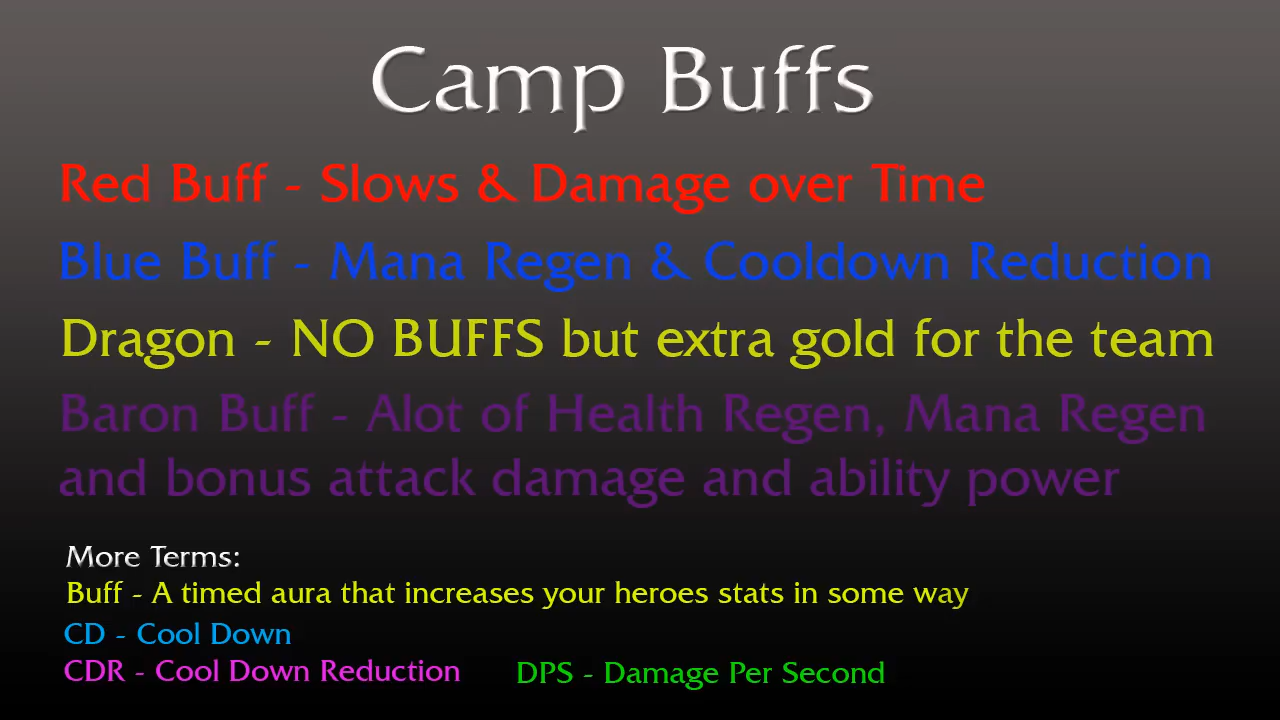 Camp Buffs
Red Buff - Slows & Damage over Time
Blue Buff - Mana Regen & Cooldown Reduction
Dragon - NO BUFFS but extra gold for the team
Baron Buff - Alot of Health Regen, Mana Regen
and bonus attack damage and ability power
More Terms:
Buff - A timed aura that increases your heroes stats in some way
CD - Cool Down
CDR - Cool Down Reduction
DPS - Damage Per Second